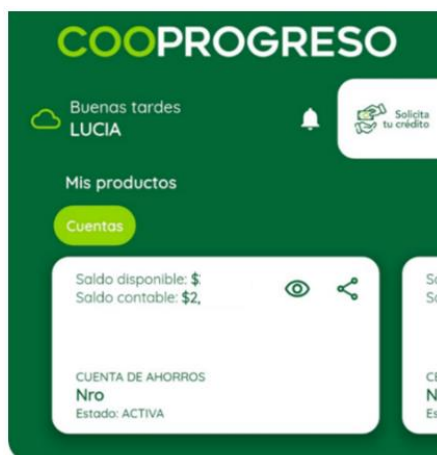 COOPROGRESO
Buenas tardes
LUCIA
Solicita
tu crédito
Mis productos
Cuentas
Saldo disponible: $
Saldo contable: $2,
CUENTA DE AHORROS
Nro
Estado: ACTIVA